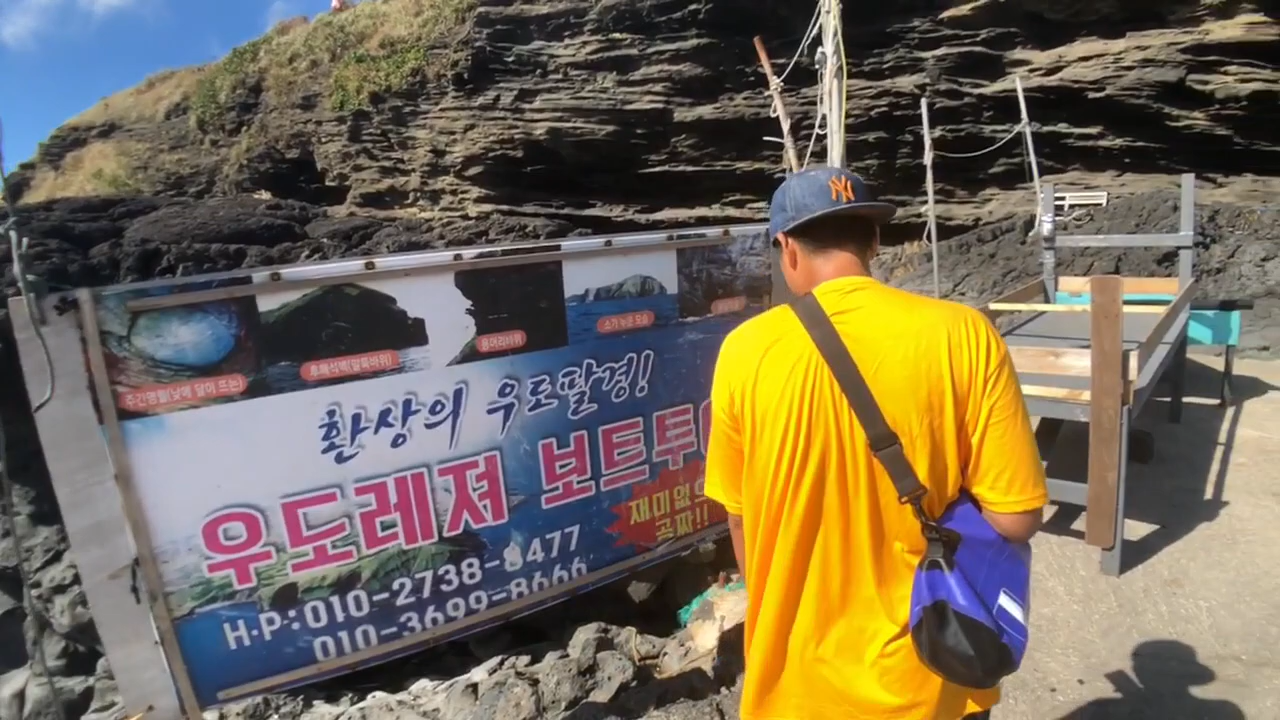 주간명월(낮에 달이 뜨는)
후해석벽(말뚝바위)
용머리바위
소가 누운 모습
환상의 우도팔경!
우도레져 보트투
재미없으
공짜!!
H·P:010-2738-8477
010-3699-8666
NY